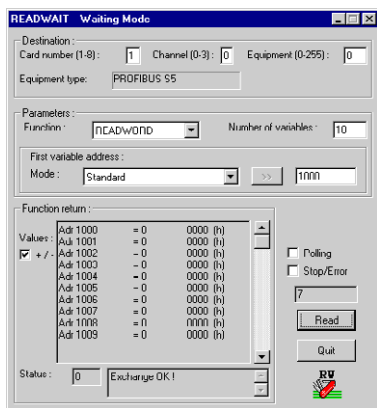 READWAIT Waiting Mode
Destination :
Card number (1-8) : 1 Channel (0-3) : 0 Equipment (0-255) : 0
Equipment type: PROFIBUS S5
Parameters :
Function : READWORD Number of variables : 10
First variable address :
Mode : Standard >> 1000
Function return :
Values : + / -
Adr 1000 = 0 0000 (h)
Adr 1001 = 0 0000 (h)
Adr 1002 = 0 0000 (h)
Adr 1003 = 0 0000 (h)
Adr 1004 = 0 0000 (h)
Adr 1005 = 0 0000 (h)
Adr 1006 = 0 0000 (h)
Adr 1007 = 0 0000 (h)
Adr 1008 = 0 0000 (h)
Adr 1009 = 0 0000 (h)
Polling
Stop/Error
7
Read
Quit
Status : 0 Exchange OK !
RW